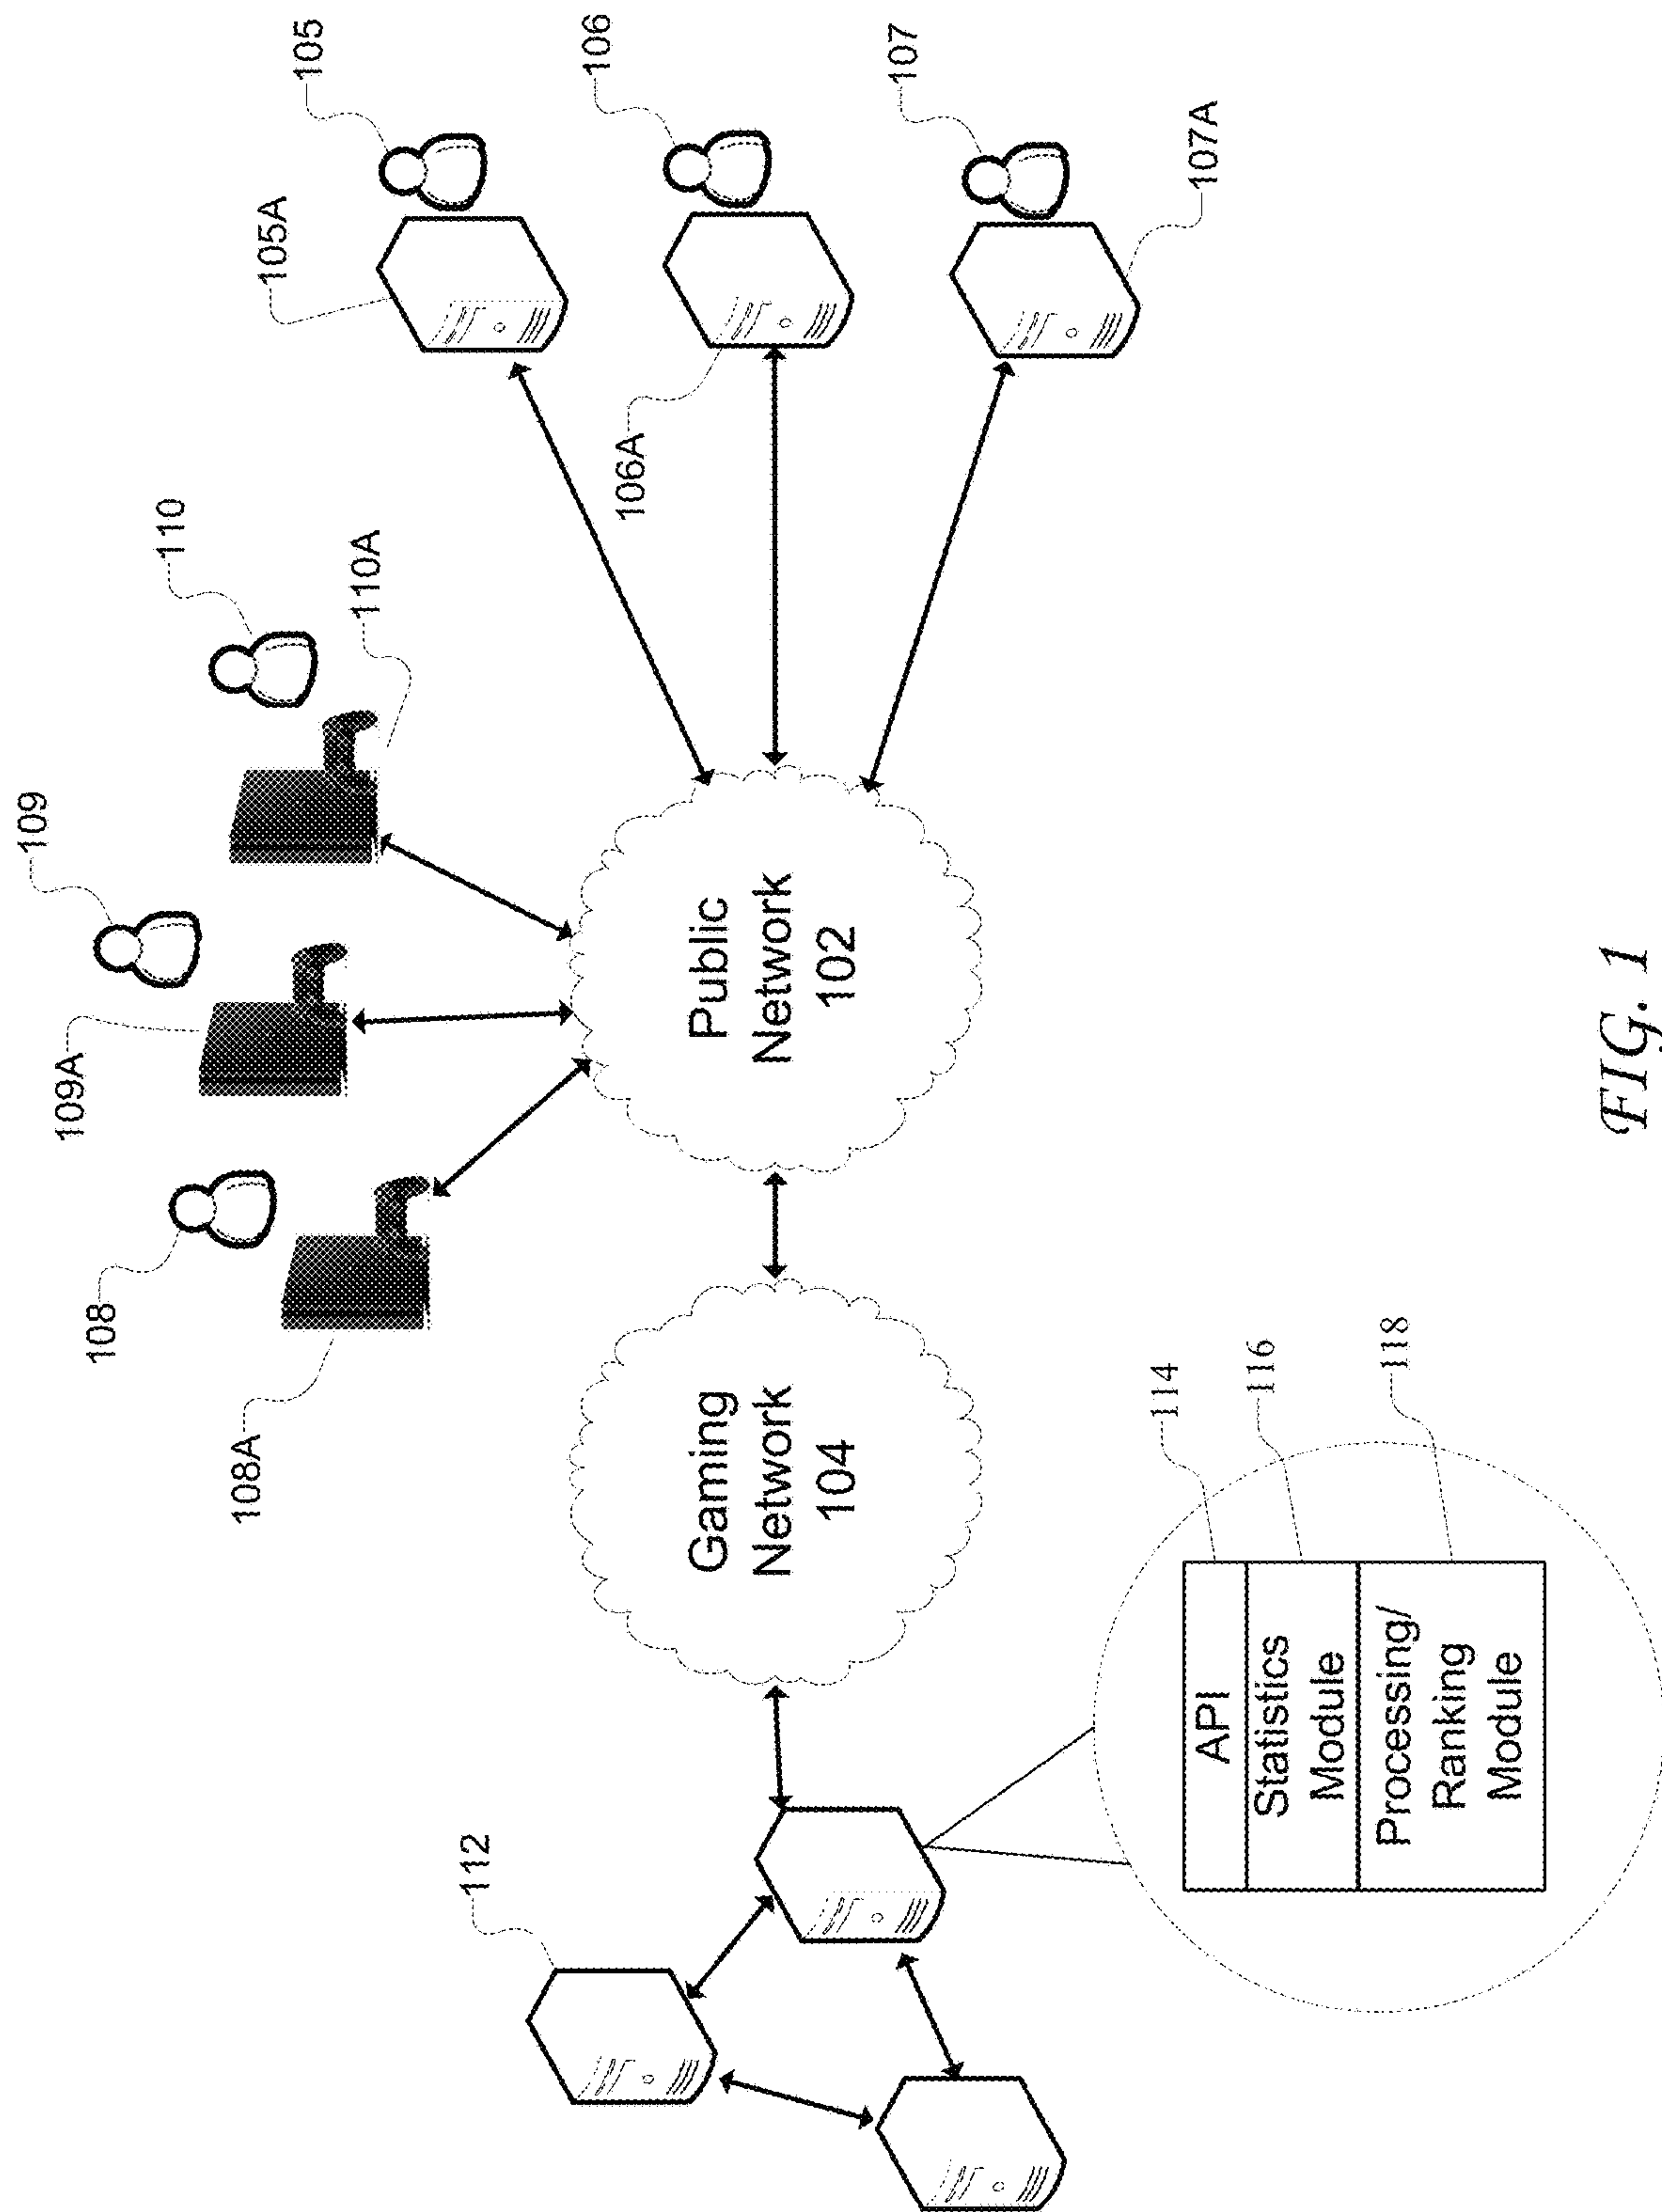 108
109
110
108A
109A
110A
105
105A
106
106A
107
107A
112
Gaming
Network
104
Public
Network
102
API
Statistics
Module
Processing/
Ranking
Module
114
116
118
FIG. 1